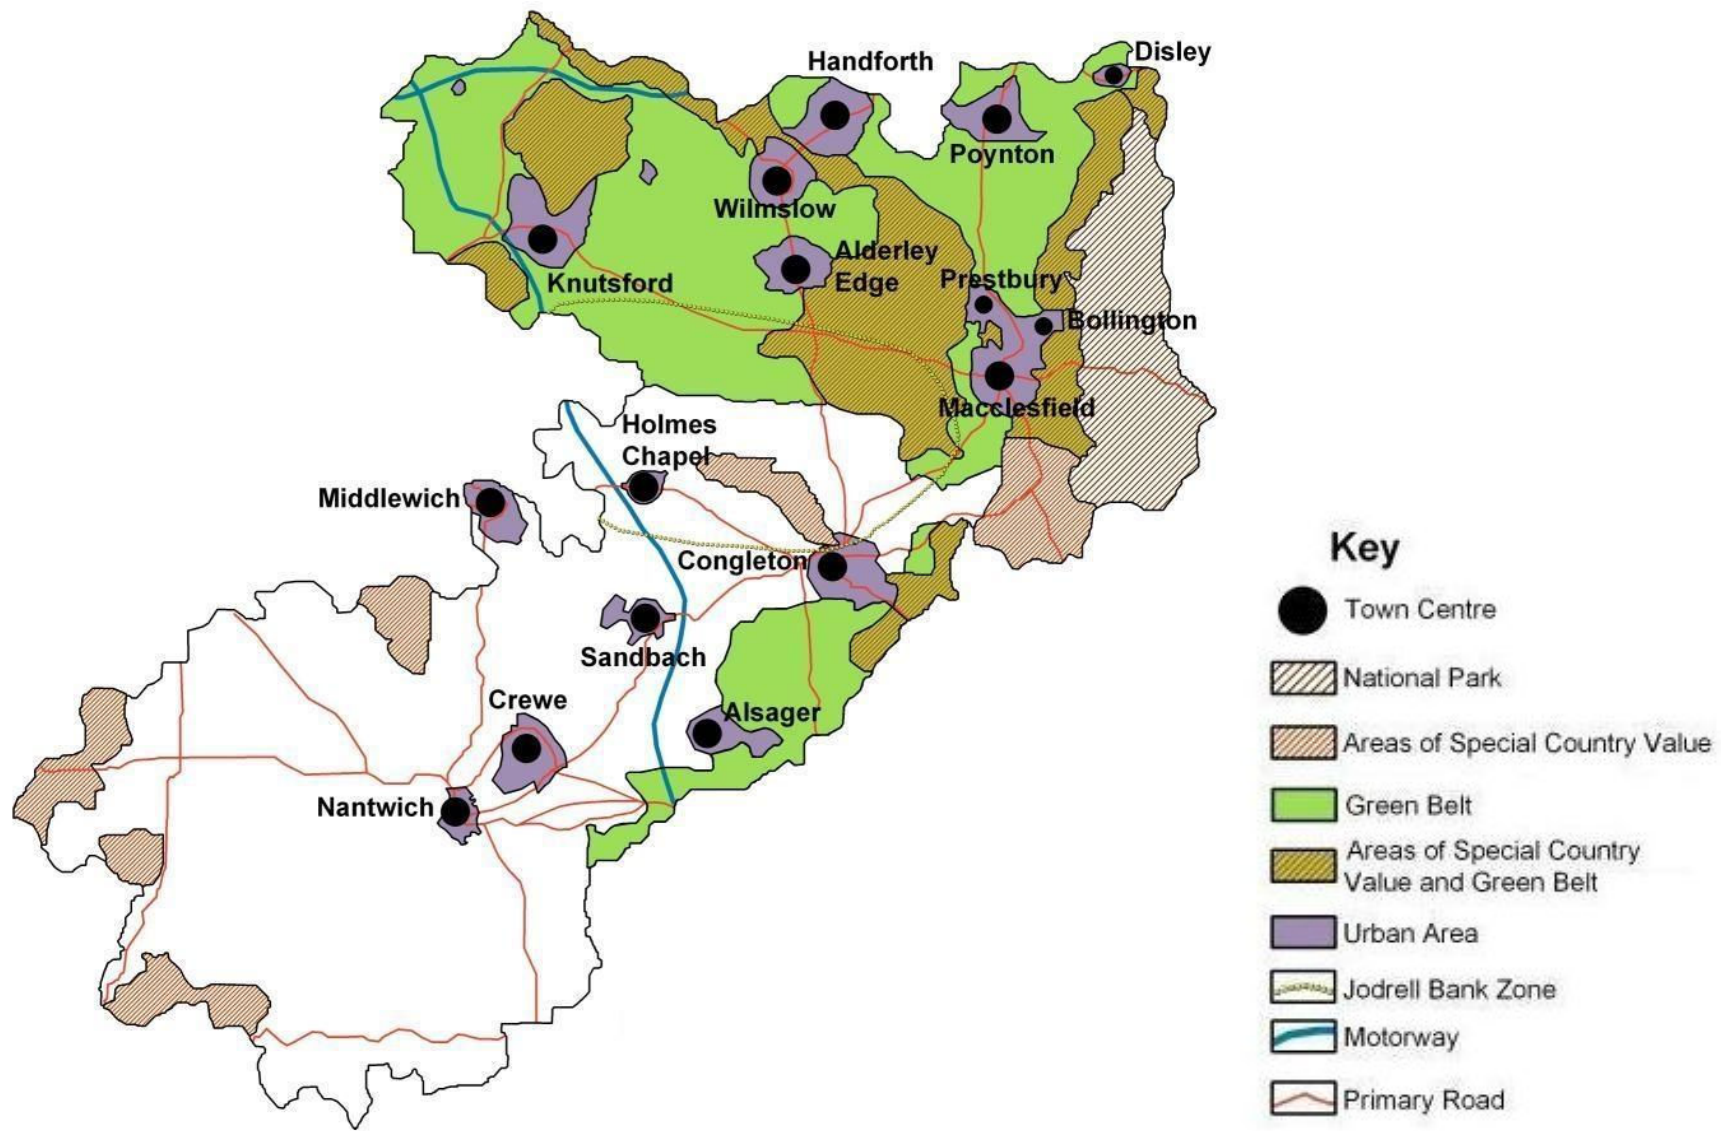 Disley
Handforth
Poynton
Wilmslow
Alderley
Edge
Prestbury
Knutsford
Bollington
Macclesfield
Holmes
Chapel
Middlewich
Congleton
Sandbach
Crewe
Alsager
Nantwich
Key
Town Centre
National Park
Areas of Special Country Value
Green Belt
Areas of Special Country
Value and Green Belt
Urban Area
Jodrell Bank Zone
Motorway
Primary Road